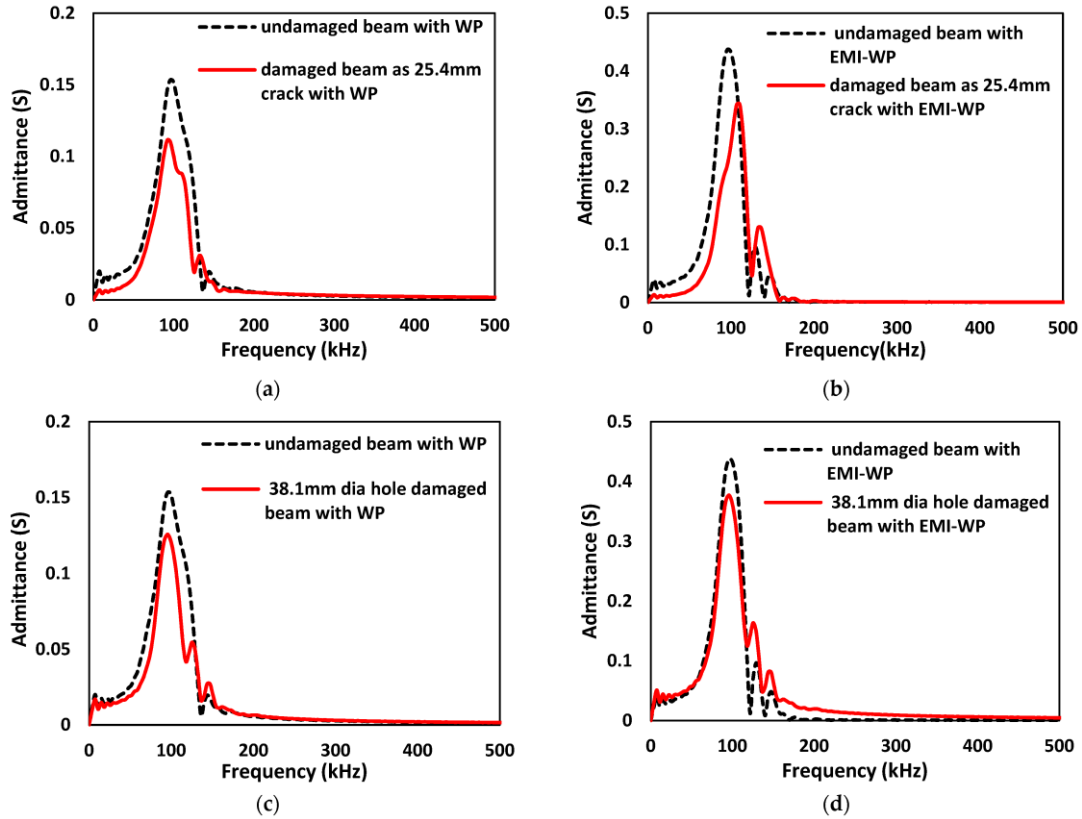 0.2
0.15
0.1
0.05
0
Admittance (S)
undamaged beam with WP
damaged beam as 25.4mm
crack with WP
0 100 200 300 400 500
Frequency (kHz)
(a)
0.5
0.4
0.3
0.2
0.1
0.0
Admittance (S)
undamaged beam with
EMI-WP
damaged beam as 25.4mm
crack with EMI-WP
0 100 200 300 400 500
Frequency(kHz)
(b)
0.2
0.15
0.1
0.05
0
Admittance (S)
undamaged beam with WP
38.1mm dia hole damaged
beam with WP
0 100 200 300 400 500
Frequency (kHz)
(c)
0.5
0.4
0.3
0.2
0.1
0
Admittance (S)
undamaged beam with
EMI-WP
38.1mm dia hole damaged
beam with EMI-WP
0 100 200 300 400 500
Frequency (kHz)
(d)